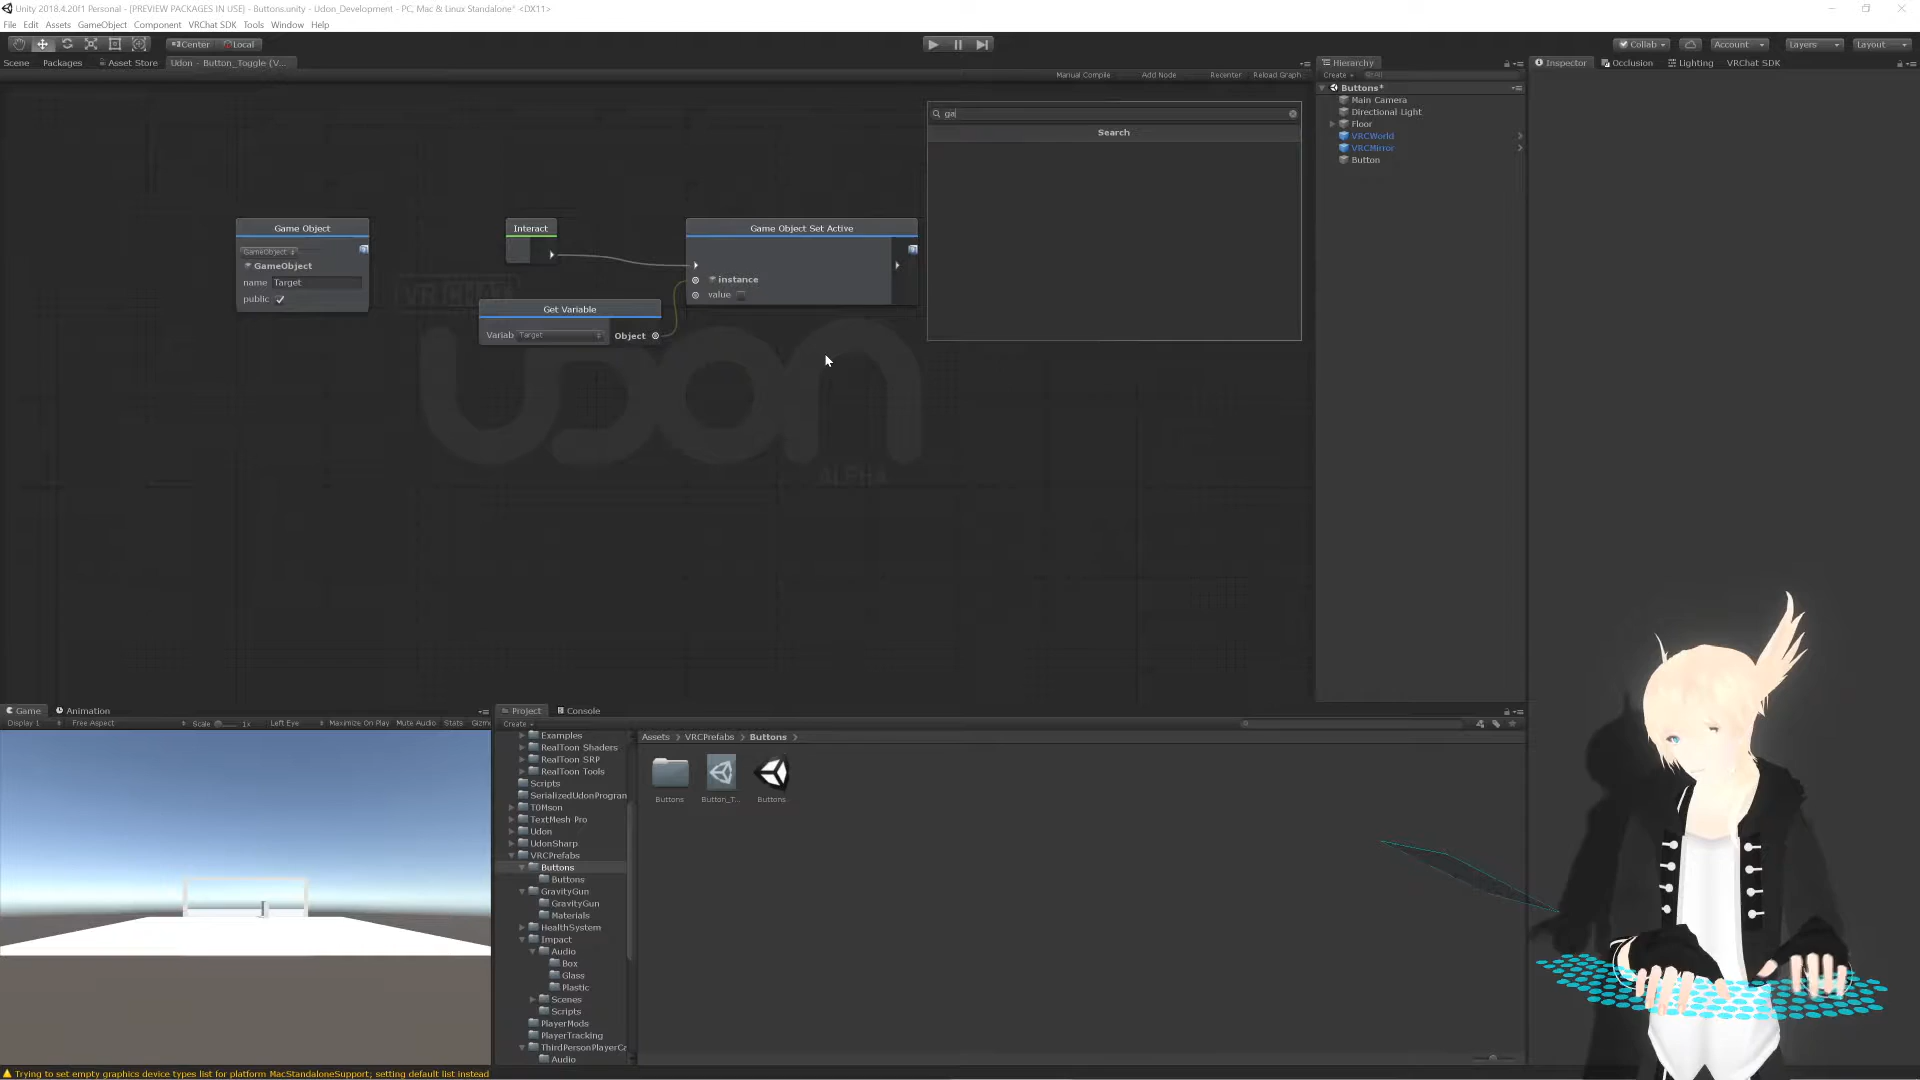 Unity 2018.4.20f1 Personal - [PREVIEW PACKAGES IN USE] - Buttons.unity - Udon_Development - PC, Mac & Linux Standalone* <DX11>
File Edit Assets GameObject Component VRChat SDK Tools Window Help
Center Local
Collab Account Layers Layout
Scene Packages Asset Store Udon - Button_Toggle (V...
Manual Compile Add Node Recenter Reload Graph
ga
Search
Game Object
GameObject
GameObject
name Target
public
Interact
Game Object Set Active
instance
value
Get Variable
Variab Target Object
VRCHAT
udon
ALPHA
Hierarchy
Create
Buttons*
Main Camera
Directional Light
Floor
VRCWorld
VRCMirror
Button
Inspector Occlusion Lighting VRChat SDK
Game Animation
Display 1 Free Aspect Scale 1x Left Eye Maximize On Play Mute Audio Stats Gizm
Project Console
Create
Examples
RealToon Shaders
RealToon SRP
RealToon Tools
Scripts
SerializedUdonProgram
T0Mson
TextMesh Pro
Udon
UdonSharp
VRCPrefabs
Buttons
Buttons
GravityGun
GravityGun
Materials
HealthSystem
Impact
Audio
Box
Glass
Plastic
Scenes
Scripts
PlayerMods
PlayerTracking
ThirdPersonPlayerCr
Audio
Assets VRCPrefabs Buttons
Buttons Button_T... Buttons
Trying to set empty graphics device types list for platform MacStandaloneSupport; setting default list instead